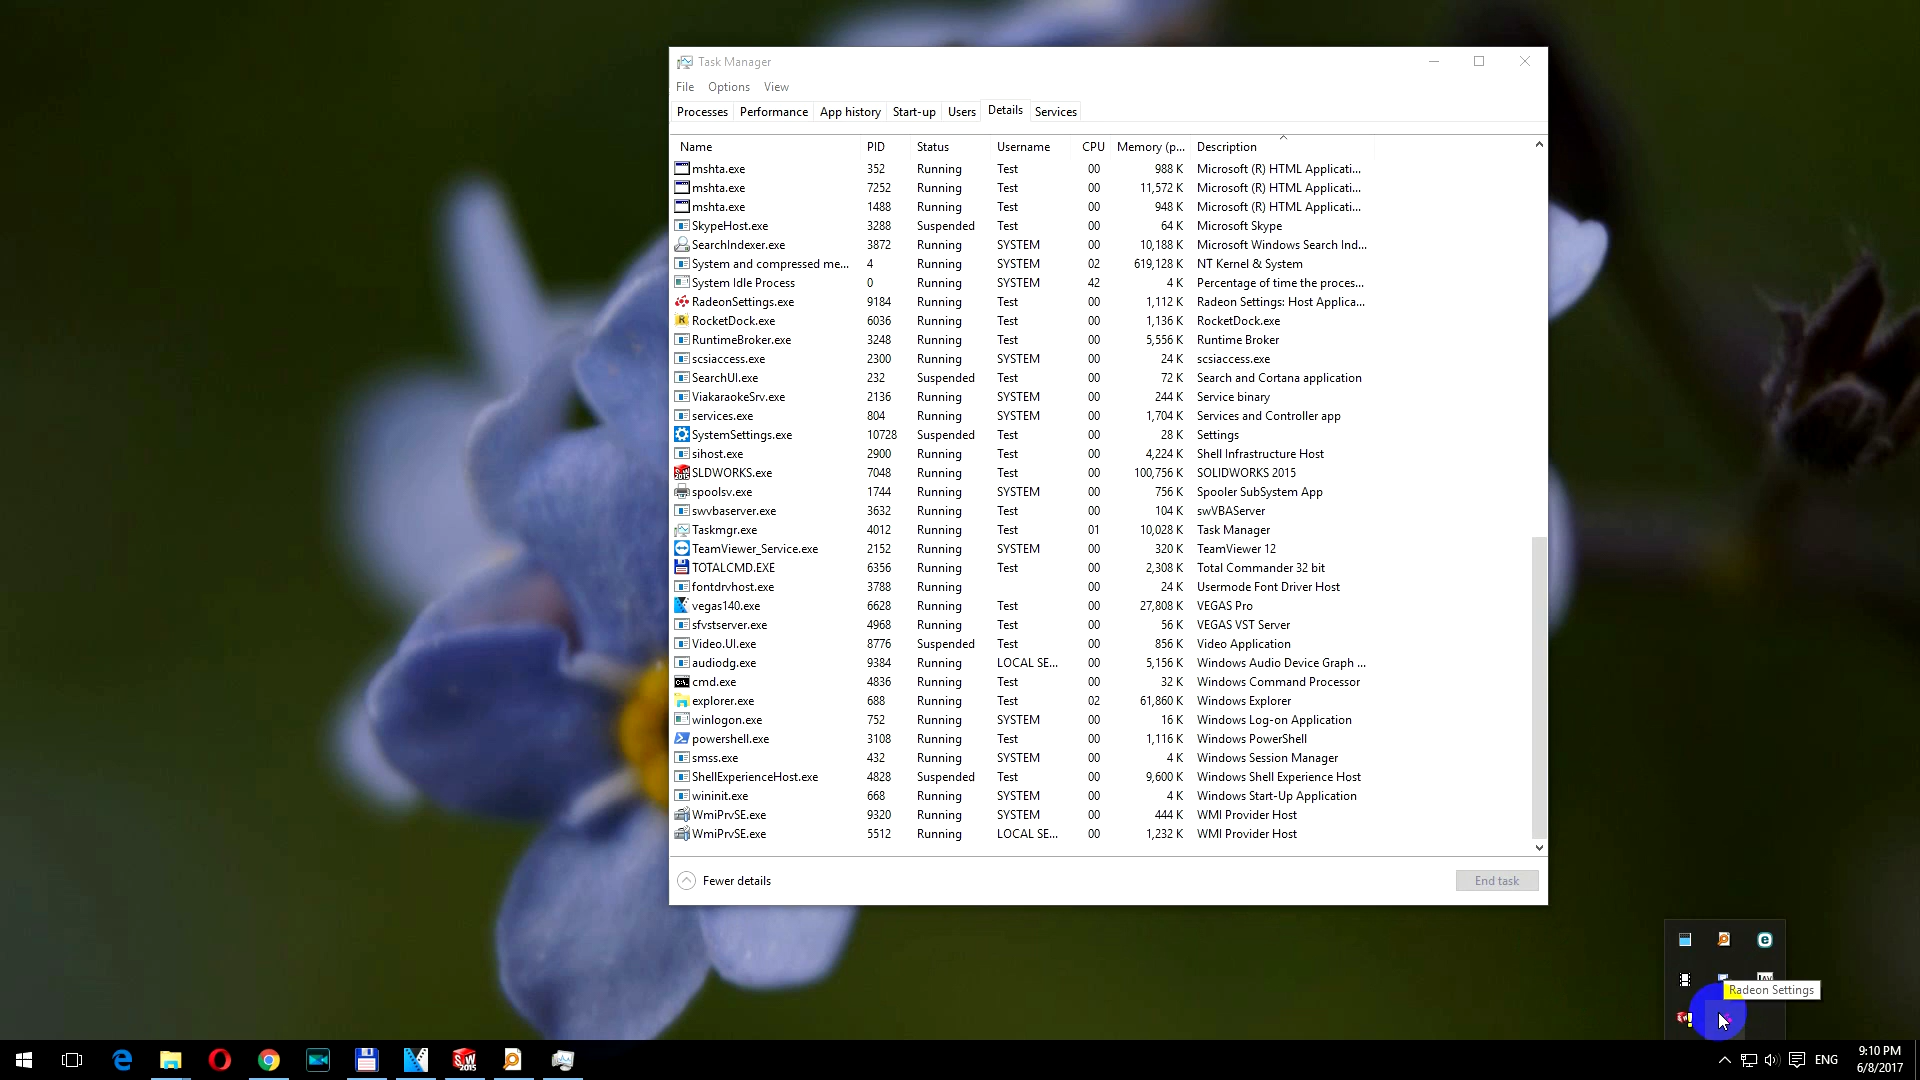 Task Manager
File Options View
Processes Performance App history Start-up Users Details Services
Name PID Status Username CPU Memory (p... Description
mshta.exe 352 Running Test 00 988 K Microsoft (R) HTML Applicati...
mshta.exe 7252 Running Test 00 11,572 K Microsoft (R) HTML Applicati...
mshta.exe 1488 Running Test 00 948 K Microsoft (R) HTML Applicati...
SkypeHost.exe 3288 Suspended Test 00 64 K Microsoft Skype
SearchIndexer.exe 3872 Running SYSTEM 00 10,188 K Microsoft Windows Search Ind...
System and compressed me... 4 Running SYSTEM 02 619,128 K NT Kernel & System
System Idle Process 0 Running SYSTEM 42 4 K Percentage of time the proces...
RadeonSettings.exe 9184 Running Test 00 1,112 K Radeon Settings: Host Applica...
RocketDock.exe 6036 Running Test 00 1,136 K RocketDock.exe
RuntimeBroker.exe 3248 Running Test 00 5,556 K Runtime Broker
scsiaccess.exe 2300 Running SYSTEM 00 24 K scsiaccess.exe
SearchUI.exe 232 Suspended Test 00 72 K Search and Cortana application
ViakaraokeSrv.exe 2136 Running SYSTEM 00 244 K Service binary
services.exe 804 Running SYSTEM 00 1,704 K Services and Controller app
SystemSettings.exe 10728 Suspended Test 00 28 K Settings
sihost.exe 2900 Running Test 00 4,224 K Shell Infrastructure Host
SLDWORKS.exe 7048 Running Test 00 100,756 K SOLIDWORKS 2015
spoolsv.exe 1744 Running SYSTEM 00 756 K Spooler SubSystem App
swvbaserver.exe 3632 Running Test 00 104 K swVBAServer
Taskmgr.exe 4012 Running Test 01 10,028 K Task Manager
TeamViewer_Service.exe 2152 Running SYSTEM 00 320 K TeamViewer 12
TOTALCMD.EXE 6356 Running Test 00 2,308 K Total Commander 32 bit
fontdrvhost.exe 3788 Running 00 24 K Usermode Font Driver Host
vegas140.exe 6628 Running Test 00 27,808 K VEGAS Pro
sfvstserver.exe 4968 Running Test 00 56 K VEGAS VST Server
Video.UI.exe 8776 Suspended Test 00 856 K Video Application
audiodg.exe 9384 Running LOCAL SE... 00 5,156 K Windows Audio Device Graph ...
cmd.exe 4836 Running Test 00 32 K Windows Command Processor
explorer.exe 688 Running Test 02 61,860 K Windows Explorer
winlogon.exe 752 Running SYSTEM 00 16 K Windows Log-on Application
powershell.exe 3108 Running Test 00 1,116 K Windows PowerShell
smss.exe 432 Running SYSTEM 00 4 K Windows Session Manager
ShellExperienceHost.exe 4828 Suspended Test 00 9,600 K Windows Shell Experience Host
wininit.exe 668 Running SYSTEM 00 4 K Windows Start-Up Application
WmiPrvSE.exe 9320 Running SYSTEM 00 444 K WMI Provider Host
WmiPrvSE.exe 5512 Running LOCAL SE... 00 1,232 K WMI Provider Host
Fewer details End task
Radeon Settings
ENG
9:10 PM
6/8/2017